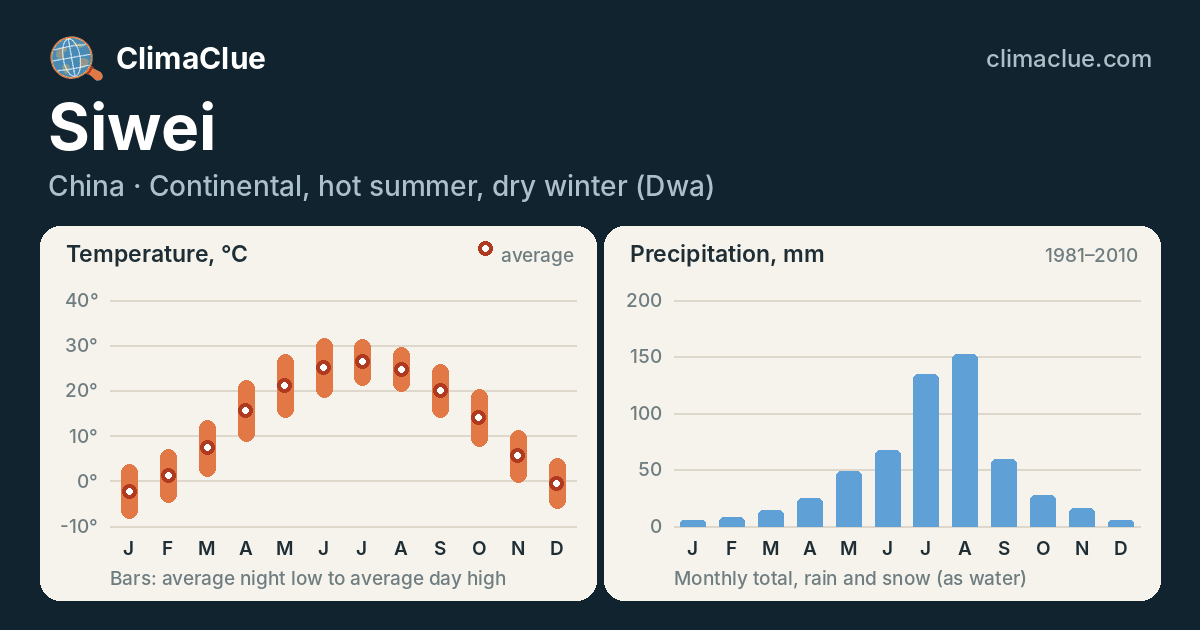 ClimaClue
climaclue.com
Siwei
China · Continental, hot summer, dry winter (Dwa)
Temperature, °C
average
40°
30°
20°
10°
0°
-10°
J F M A M J J A S O N D
Bars: average night low to average day high
Precipitation, mm
1981–2010
200
150
100
50
0
J F M A M J J A S O N D
Monthly total, rain and snow (as water)